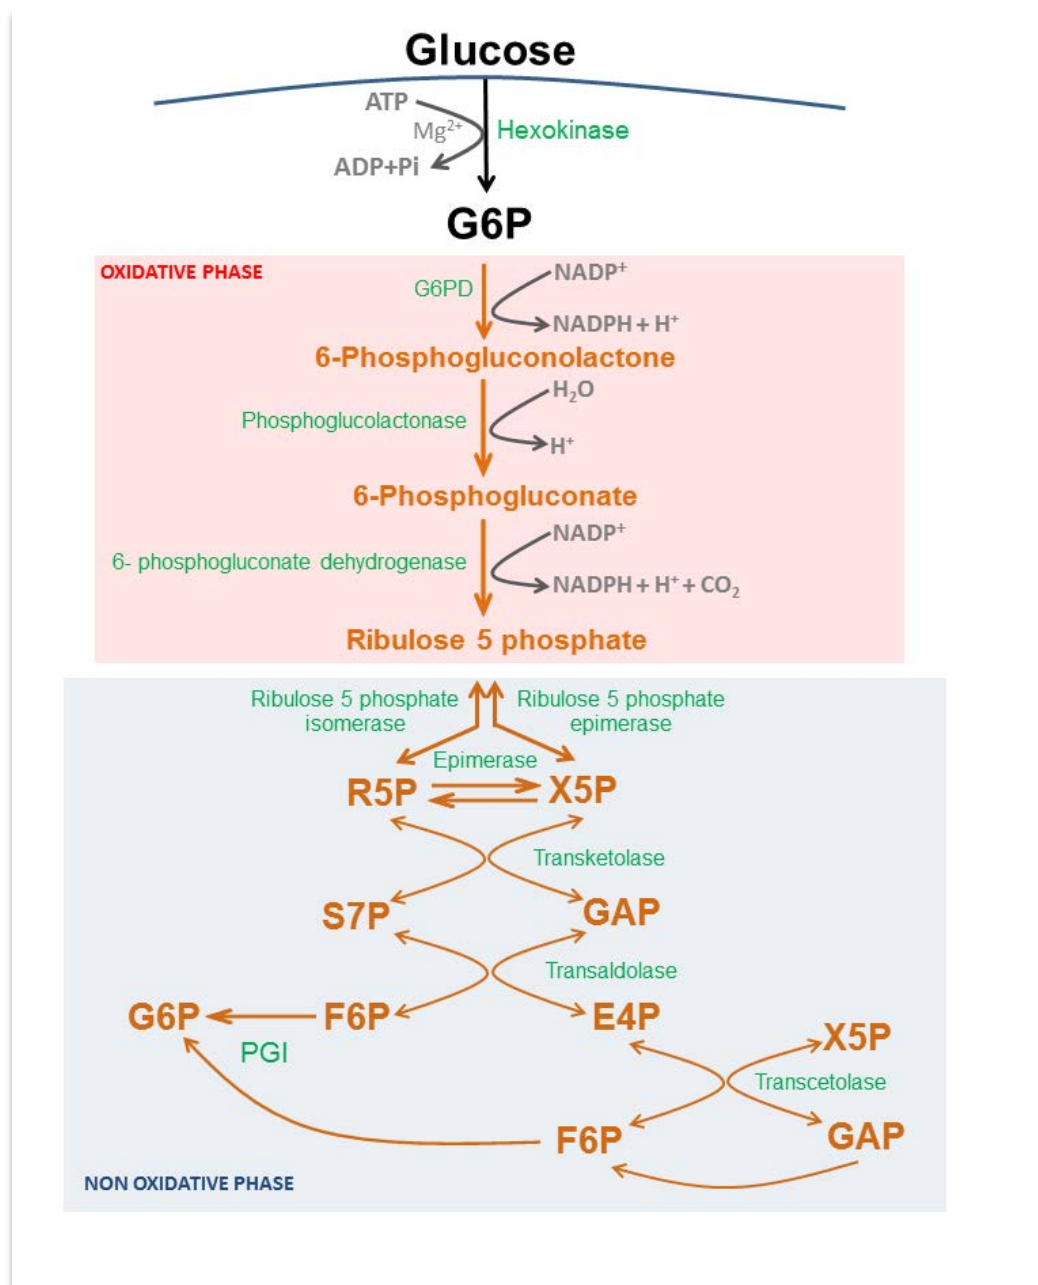 Glucose
ATP
Mg²⁺
Hexokinase
ADP+Pi
G6P
OXIDATIVE PHASE
NADP⁺
G6PD
NADPH + H⁺
6-Phosphogluconolactone
H₂O
Phosphoglucolactonase
H⁺
6-Phosphogluconate
NADP⁺
6- phosphogluconate dehydrogenase
NADPH + H⁺ + CO₂
Ribulose 5 phosphate
Ribulose 5 phosphate
isomerase
Ribulose 5 phosphate
epimerase
Epimerase
R5P
X5P
Transketolase
S7P
GAP
Transaldolase
G6P
F6P
E4P
X5P
PGI
Transcetolase
F6P
GAP
NON OXIDATIVE PHASE